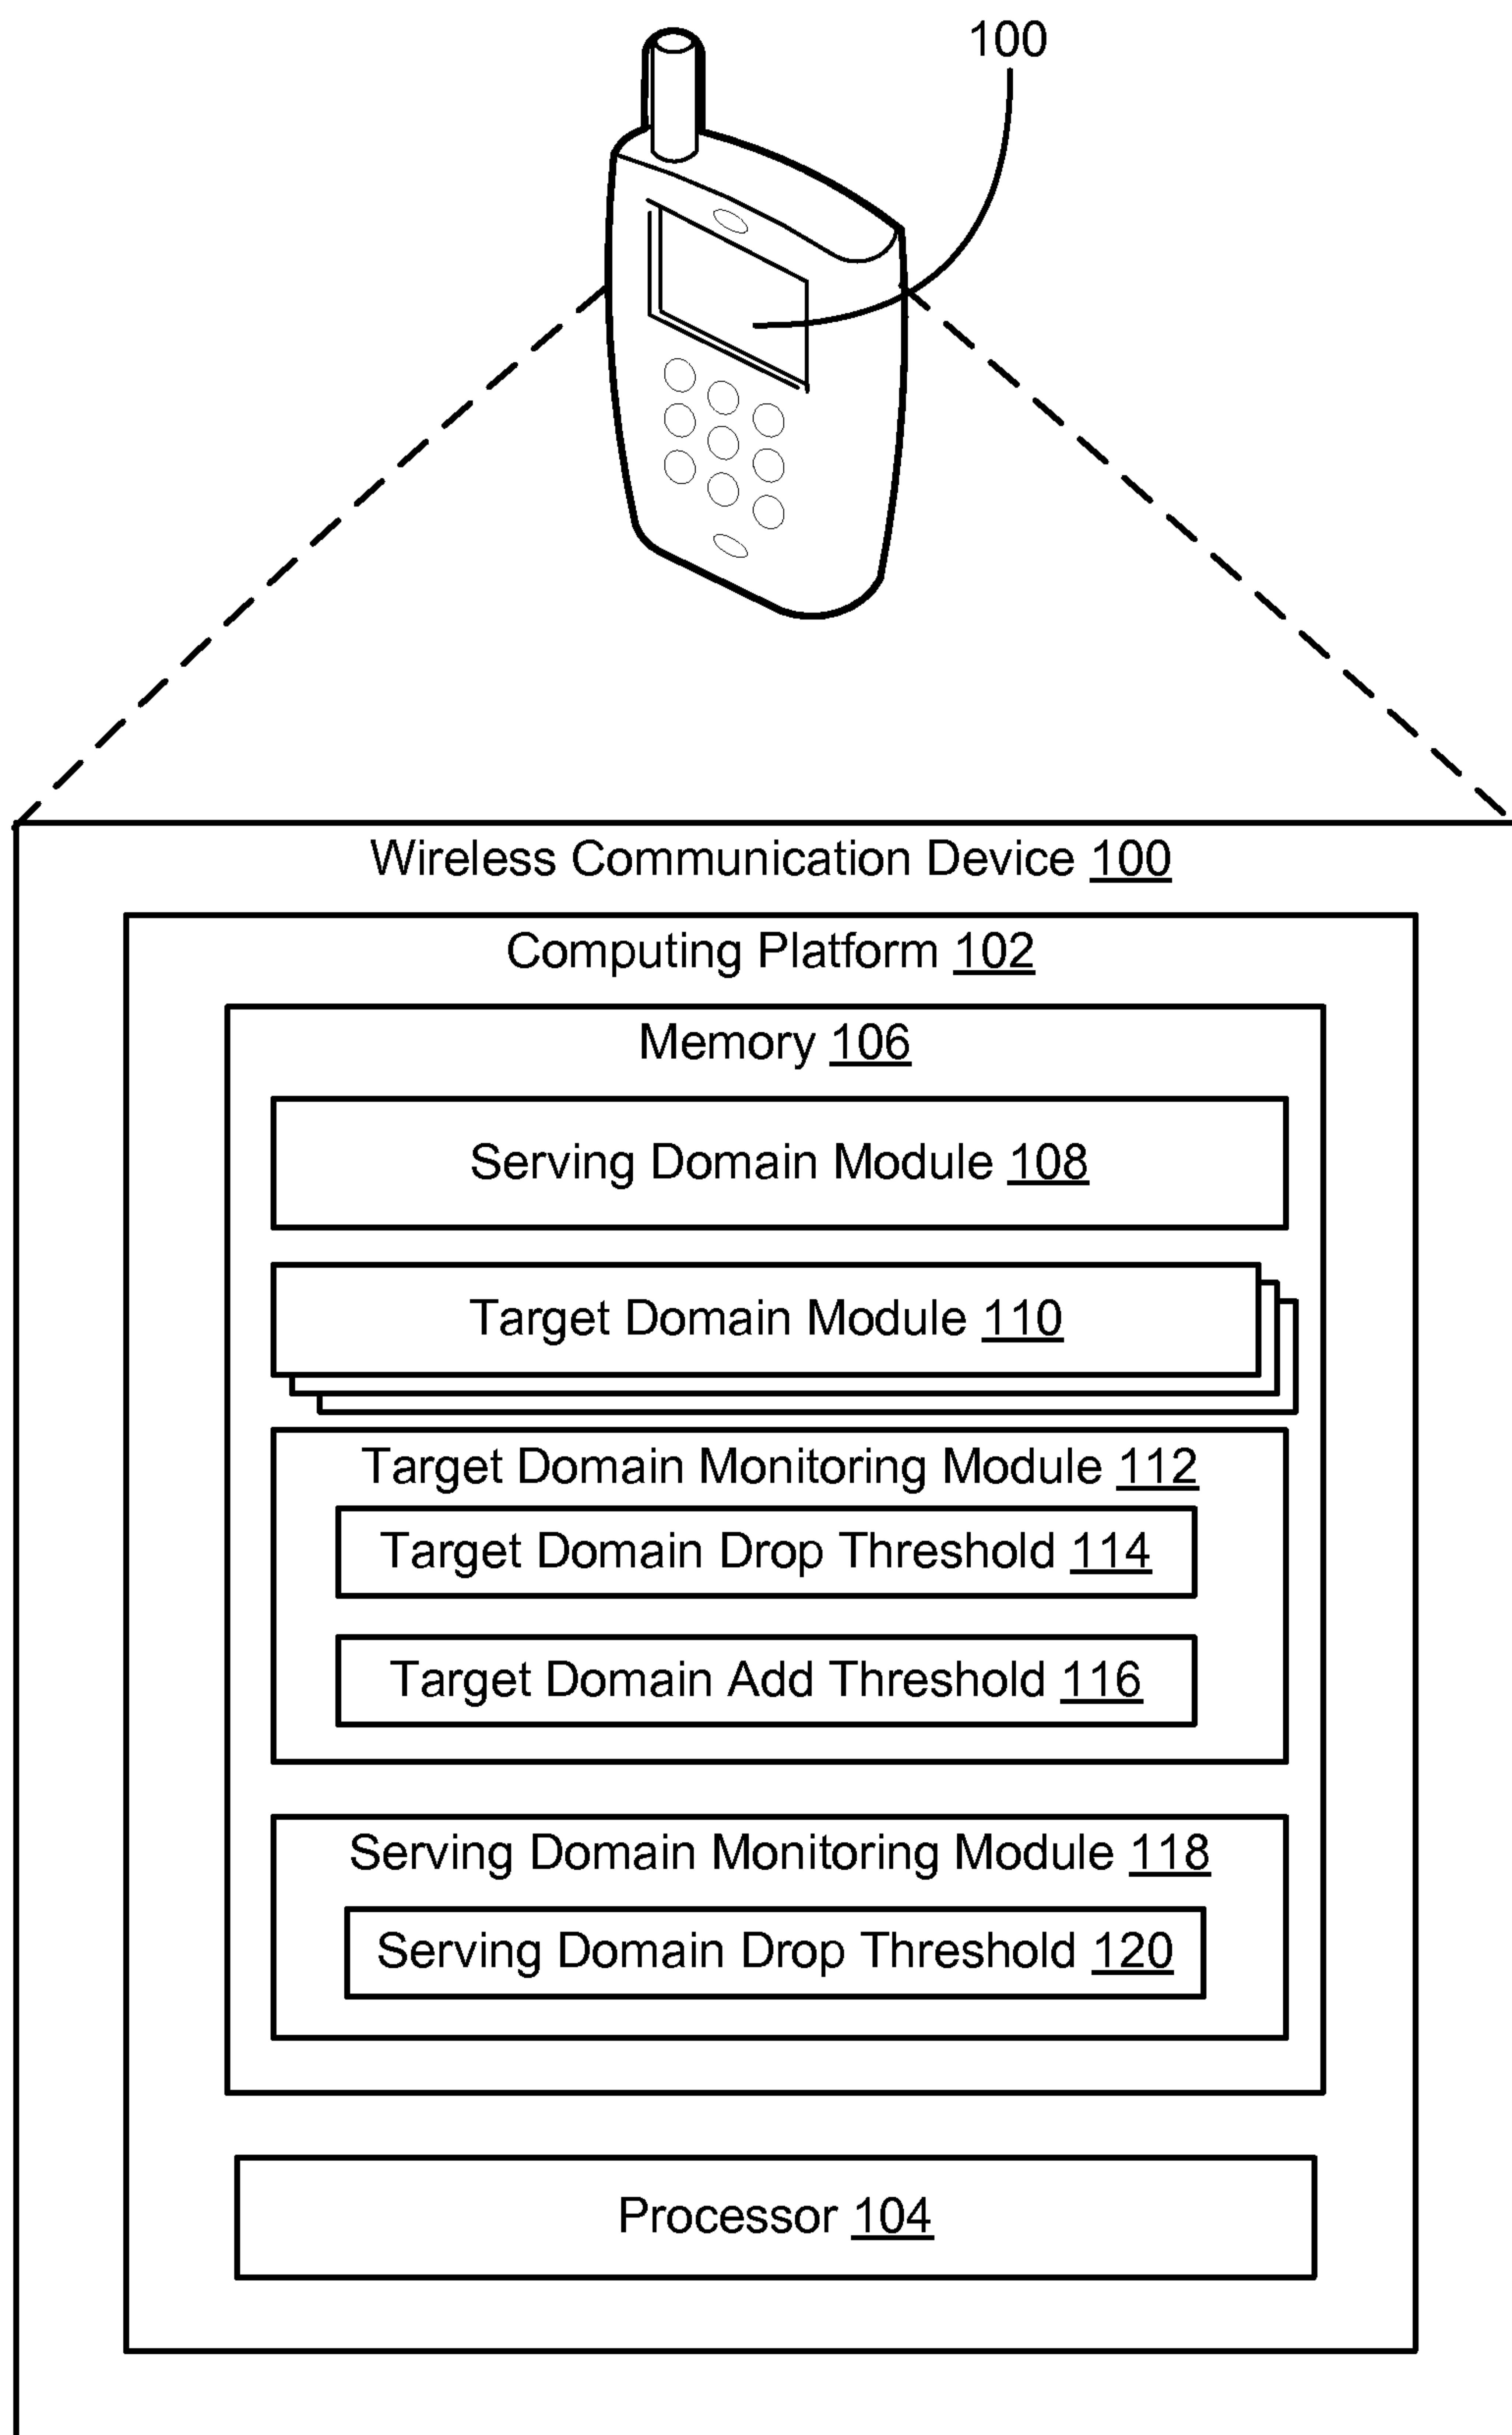 100
Wireless Communication Device 100
Computing Platform 102
Memory 106
Serving Domain Module 108
Target Domain Module 110
Target Domain Monitoring Module 112
Target Domain Drop Threshold 114
Target Domain Add Threshold 116
Serving Domain Monitoring Module 118
Serving Domain Drop Threshold 120
Processor 104